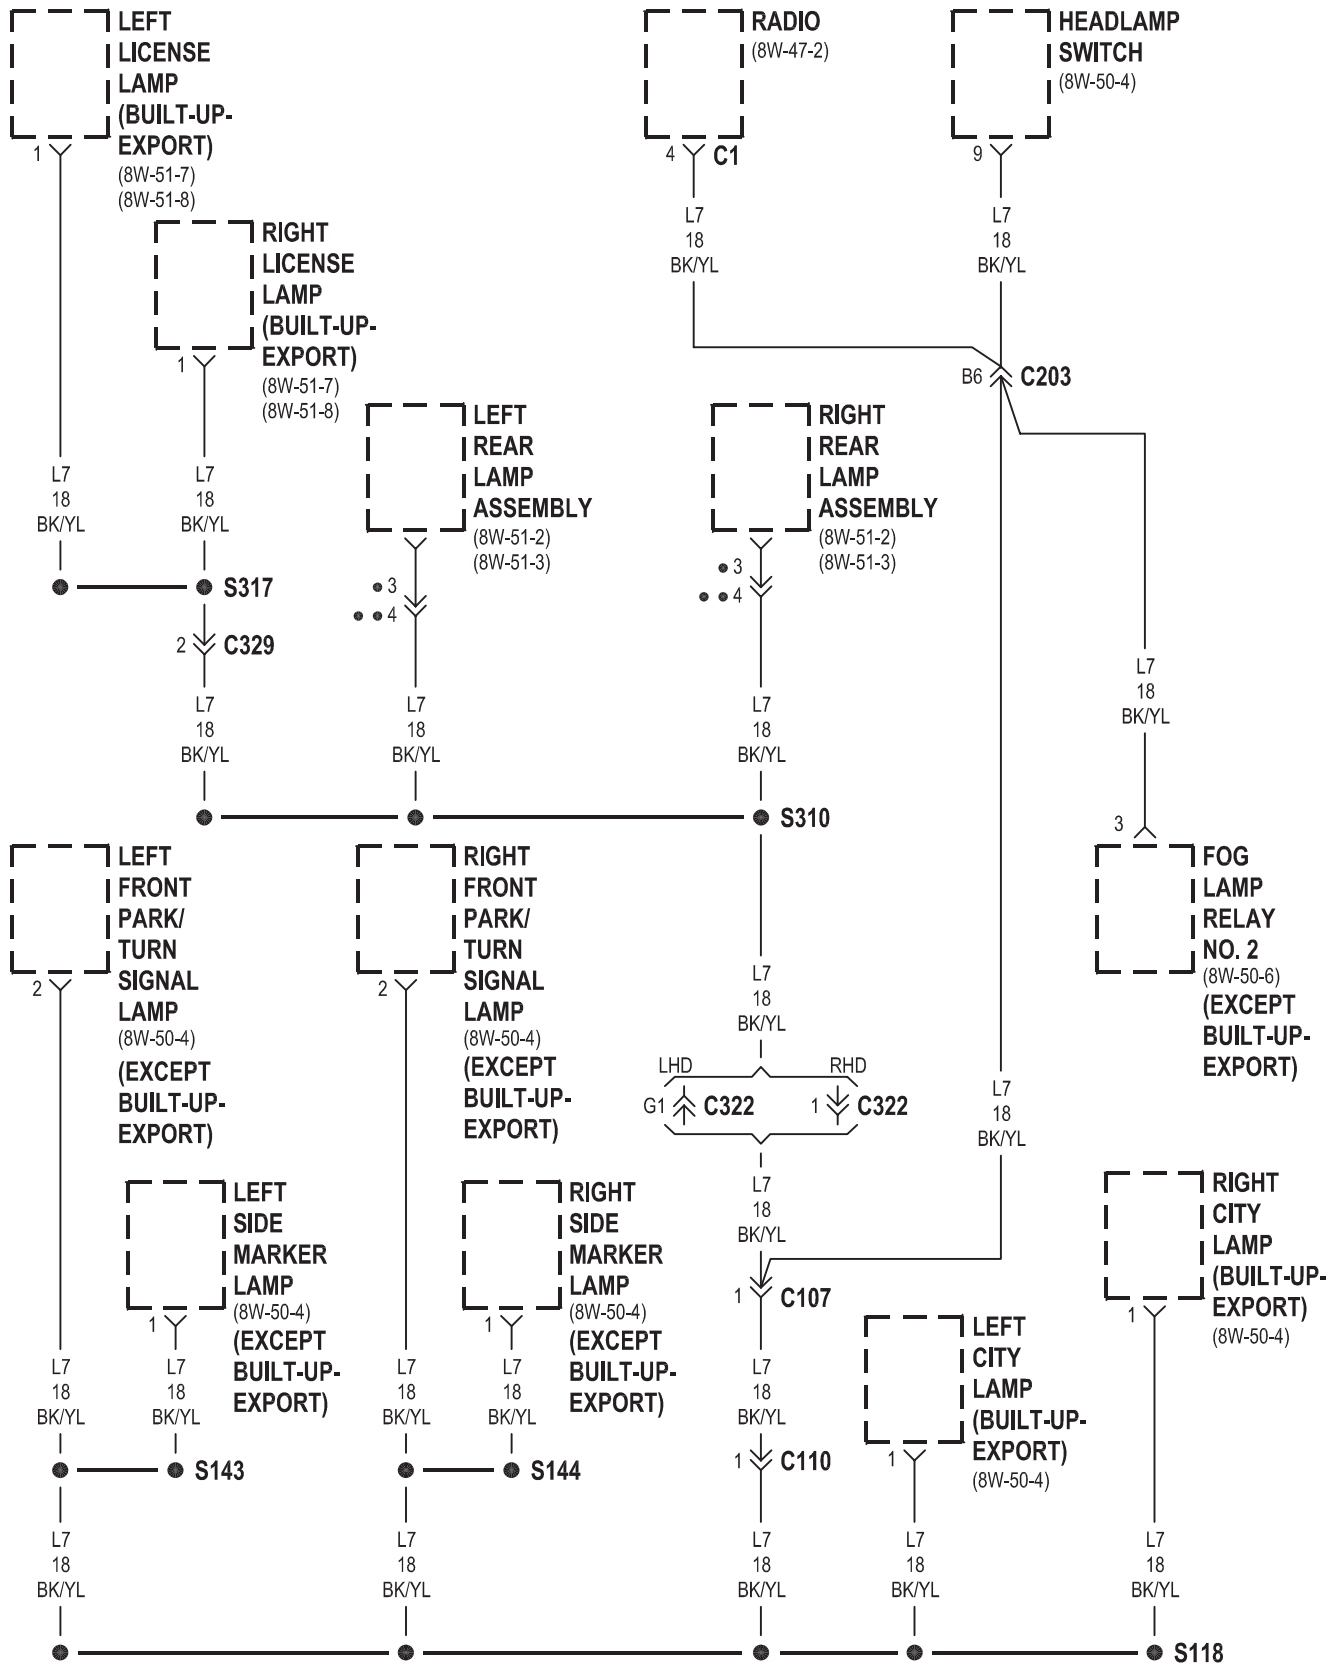 LEFT
LICENSE
LAMP
(BUILT-UP-
EXPORT)
(8W-51-7)
(8W-51-8)
1
RADIO
(8W-47-2)
4
C1
HEADLAMP
SWITCH
(8W-50-4)
9
L7
18
BK/YL
L7
18
BK/YL
RIGHT
LICENSE
LAMP
(BUILT-UP-
EXPORT)
(8W-51-7)
(8W-51-8)
1
B6
C203
LEFT
REAR
LAMP
ASSEMBLY
(8W-51-2)
(8W-51-3)
RIGHT
REAR
LAMP
ASSEMBLY
(8W-51-2)
(8W-51-3)
L7
18
BK/YL
L7
18
BK/YL
S317
• 3
• • 4
• 3
• • 4
2
C329
L7
18
BK/YL
L7
18
BK/YL
L7
18
BK/YL
L7
18
BK/YL
S310
3
LEFT
FRONT
PARK/
TURN
SIGNAL
LAMP
(8W-50-4)
(EXCEPT
BUILT-UP-
EXPORT)
2
RIGHT
FRONT
PARK/
TURN
SIGNAL
LAMP
(8W-50-4)
(EXCEPT
BUILT-UP-
EXPORT)
2
FOG
LAMP
RELAY
NO. 2
(8W-50-6)
(EXCEPT
BUILT-UP-
EXPORT)
L7
18
BK/YL
LHD
RHD
G1
C322
1
C322
L7
18
BK/YL
LEFT
SIDE
MARKER
LAMP
(8W-50-4)
(EXCEPT
BUILT-UP-
EXPORT)
1
RIGHT
SIDE
MARKER
LAMP
(8W-50-4)
(EXCEPT
BUILT-UP-
EXPORT)
1
L7
18
BK/YL
RIGHT
CITY
LAMP
(BUILT-UP-
EXPORT)
(8W-50-4)
1
1
C107
LEFT
CITY
LAMP
(BUILT-UP-
EXPORT)
(8W-50-4)
1
L7
18
BK/YL
L7
18
BK/YL
L7
18
BK/YL
L7
18
BK/YL
L7
18
BK/YL
S143
S144
1
C110
L7
18
BK/YL
L7
18
BK/YL
L7
18
BK/YL
L7
18
BK/YL
L7
18
BK/YL
S118